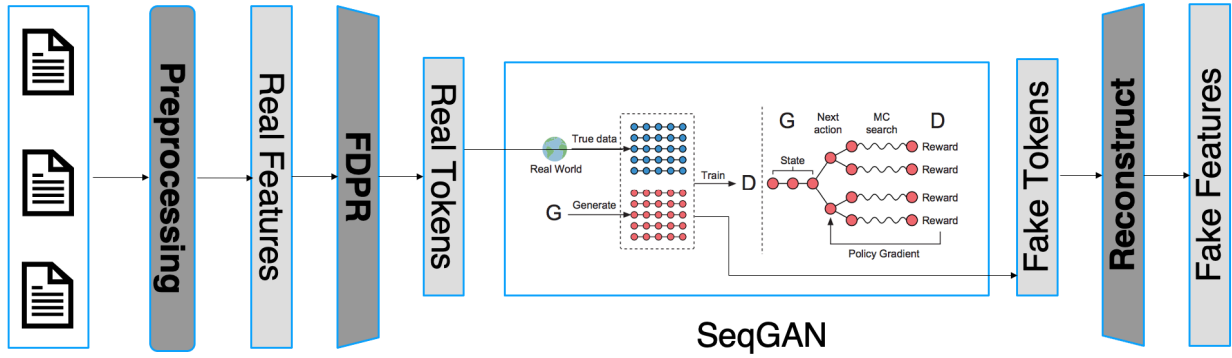 Preprocessing
Real Features
FDPR
Real Tokens
True data
Real World
G
Generate
Train
D
G
Next
action
MC
search
D
State
Reward
Reward
Reward
Reward
Policy Gradient
SeqGAN
Fake Tokens
Reconstruct
Fake Features